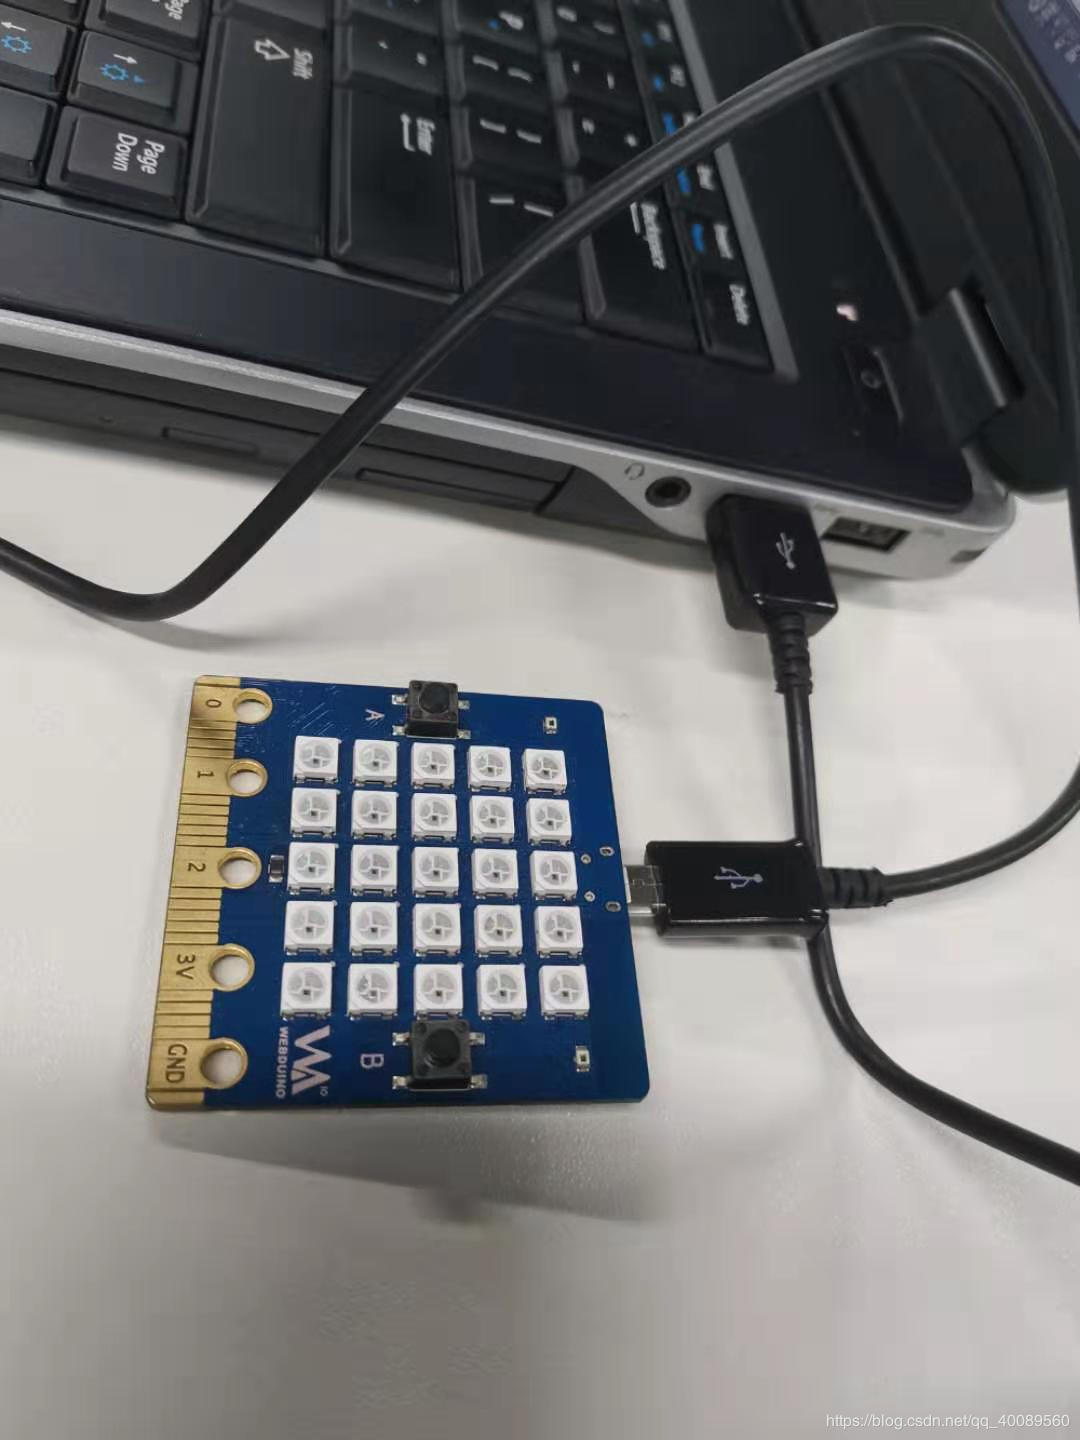 Page
Shift
Page
Down
Enter
Backspace
Insert
Delete
0
1
2
3V
GND
A
B
WEBDUINO
IO
https://blog.csdn.net/qq_40089560